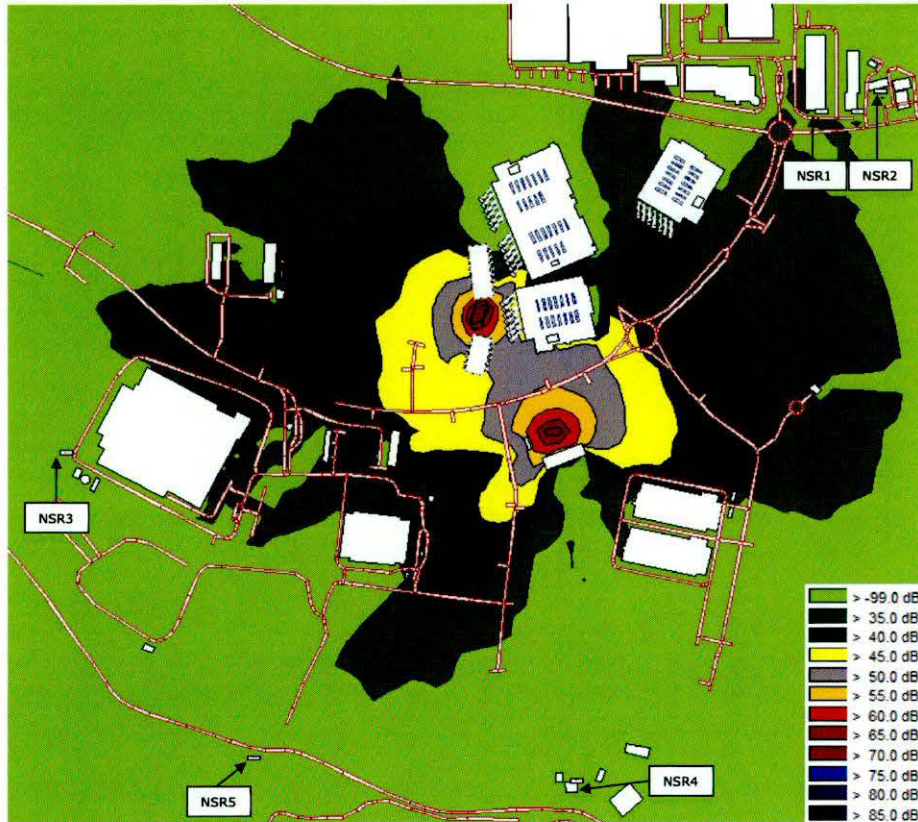 NSR1
NSR2
NSR3
NSR5
NSR4
> -99.0 dB
> 35.0 dB
> 40.0 dB
> 45.0 dB
> 50.0 dB
> 55.0 dB
> 60.0 dB
> 65.0 dB
> 70.0 dB
> 75.0 dB
> 80.0 dB
> 85.0 dB